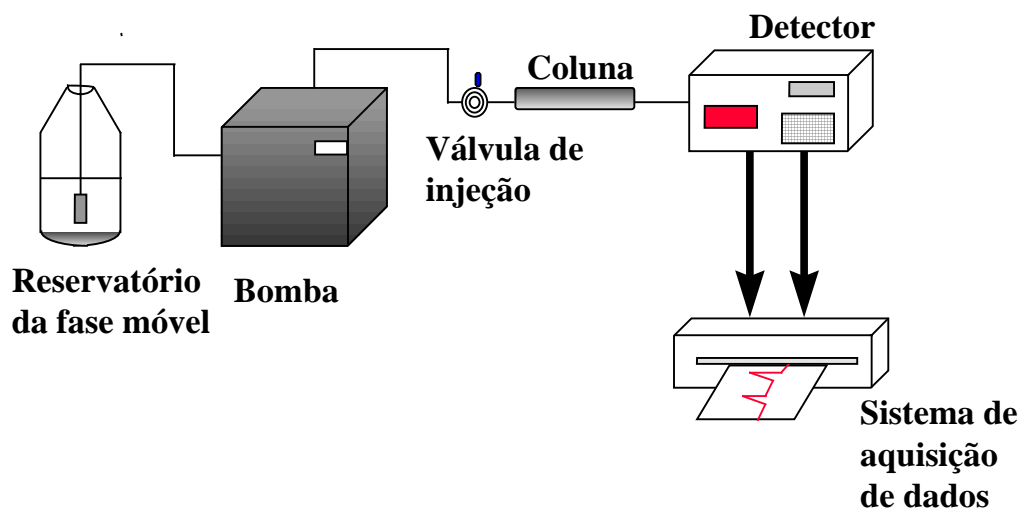 Detector
Coluna
Válvula de
injeção
Reservatório
da fase móvel
Bomba
Sistema de
aquisição
de dados